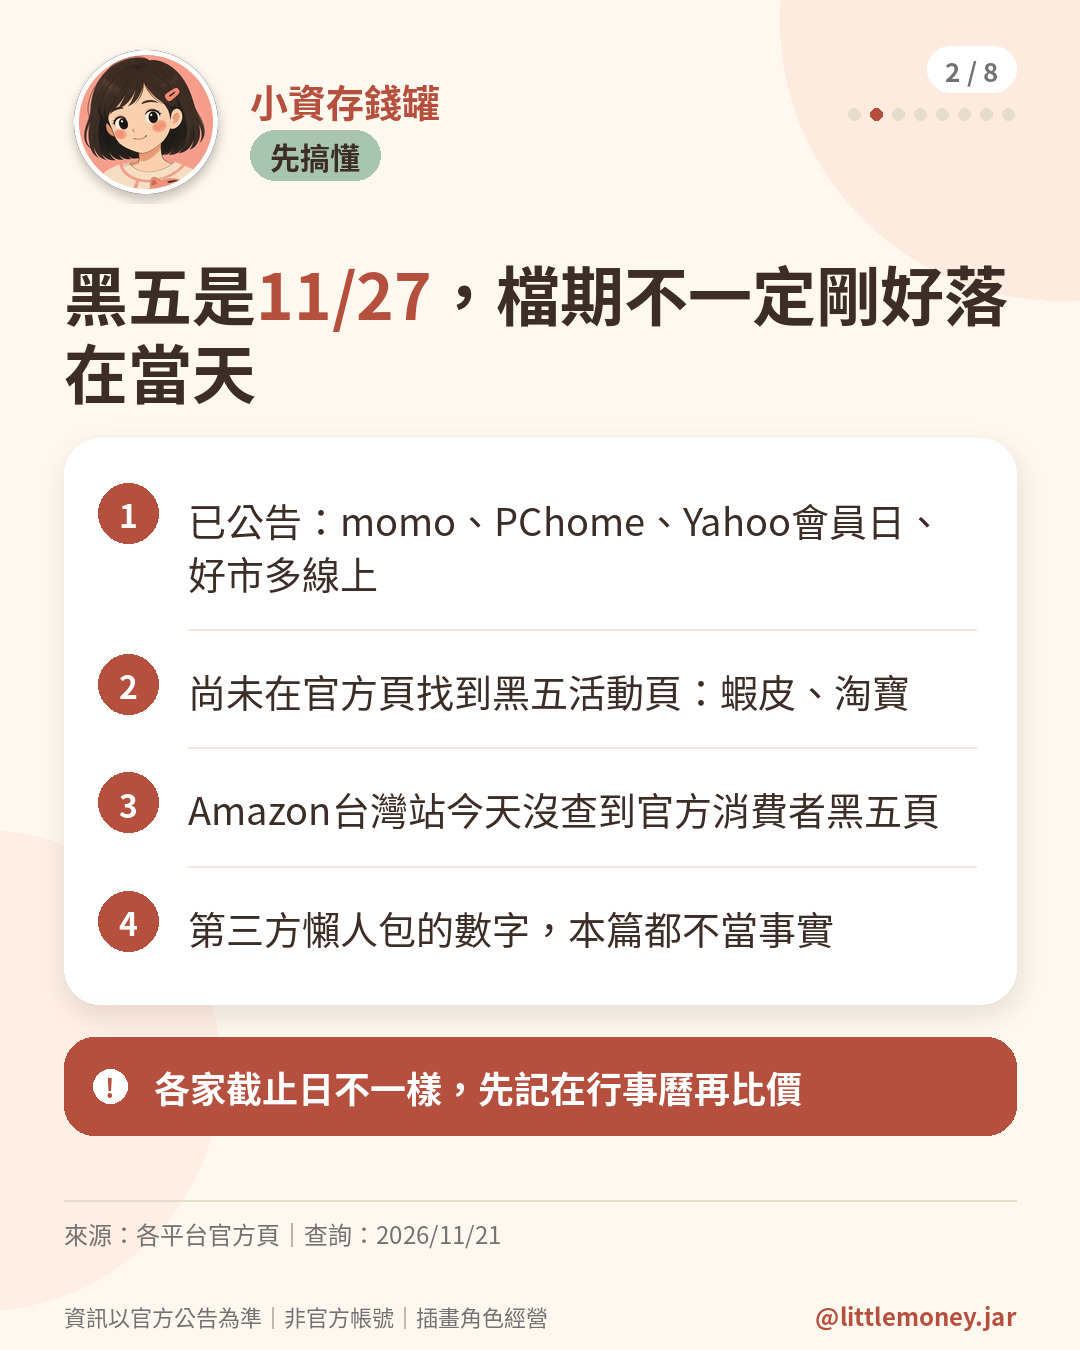 小資存錢罐
先搞懂
2 / 8
黑五是11/27，檔期不一定剛好落
在當天
1 已公告：momo、PChome、Yahoo會員日、
好市多線上
2 尚未在官方頁找到黑五活動頁：蝦皮、淘寶
3 Amazon台灣站今天沒查到官方消費者黑五頁
4 第三方懶人包的數字，本篇都不當事實
! 各家截止日不一樣，先記在行事曆再比價
來源：各平台官方頁｜查詢：2026/11/21
資訊以官方公告為準｜非官方帳號｜插畫角色經營
@littlemoney.jar